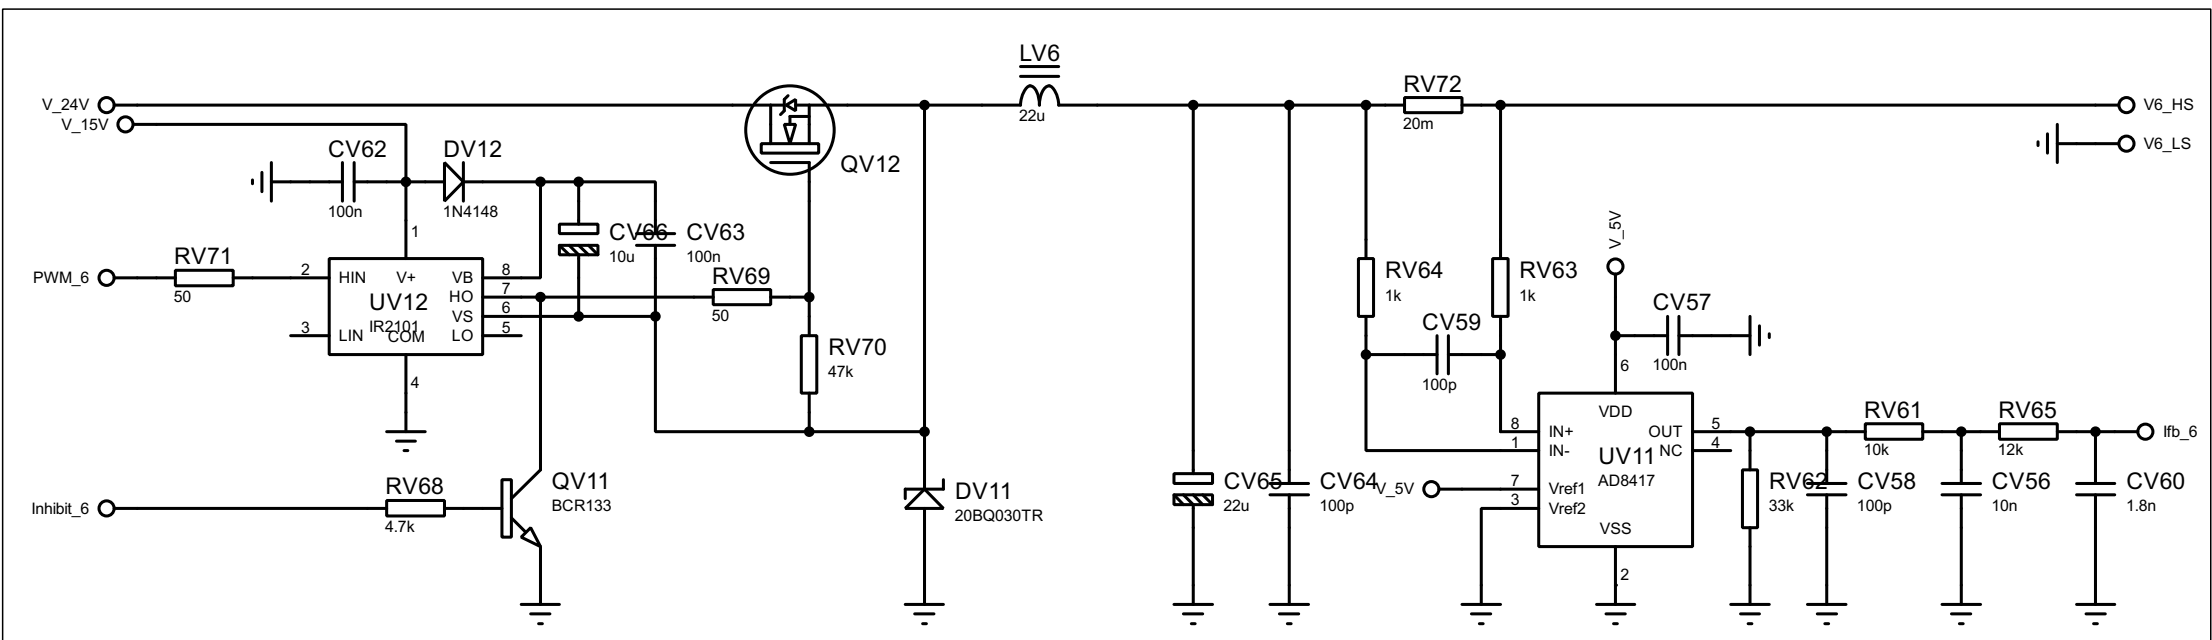 LV6
22u
V_24V
V_15V
RV72
20m
V6_HS
V6_LS
CV62
100n
DV12
1N4148
QV12
CV66
10u
CV63
100n
V_5V
PWM_6
RV71
50
1
2
HIN
V+
VB
8
HO
7
UV12
VS
6
IR2101
3
LIN
COM
LO
5
4
RV69
50
RV70
47k
RV64
1k
RV63
1k
CV59
100p
CV57
100n
6
VDD
8
IN+
OUT
5
1
IN-
NC
4
UV11
AD8417
V_5V
7
Vref1
3
Vref2
VSS
2
RV61
10k
RV65
12k
Ifb_6
RV62
33k
CV58
100p
CV56
10n
CV60
1.8n
Inhibit_6
RV68
4.7k
QV11
BCR133
DV11
20BQ030TR
CV65
22u
CV64
100p